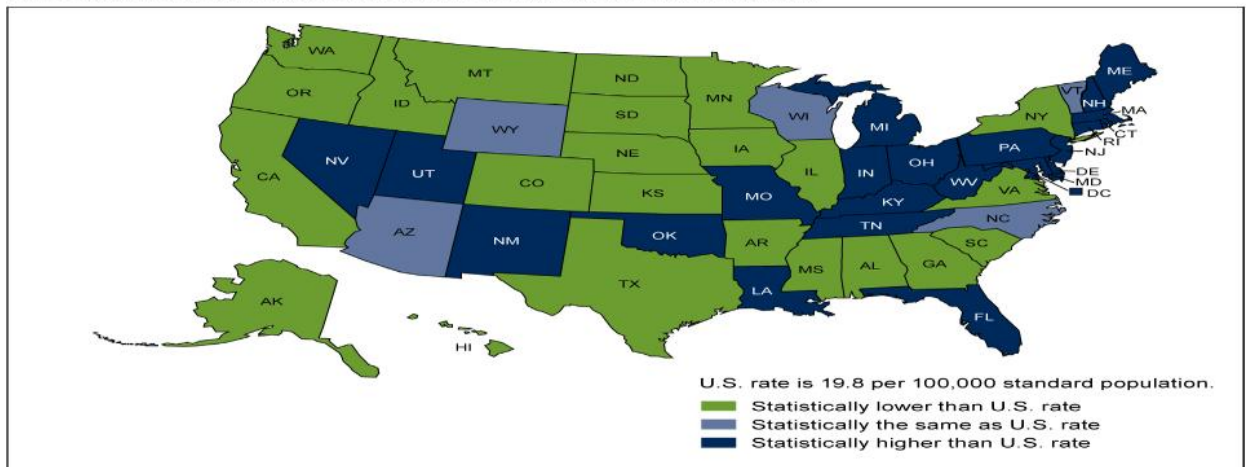 WA
MT
ND
MN
ME
OR
ID
SD
WI
VT
NH
NY
MA
CT
RI
WY
MI
IA
NE
PA
NJ
NV
UT
IL
IN
OH
DE
MD
DC
CA
CO
KS
MO
WV
VA
KY
NC
TN
AZ
NM
OK
AR
SC
MS
AL
GA
TX
LA
AK
FL
HI
U.S. rate is 19.8 per 100,000 standard population.
Statistically lower than U.S. rate
Statistically the same as U.S. rate
Statistically higher than U.S. rate